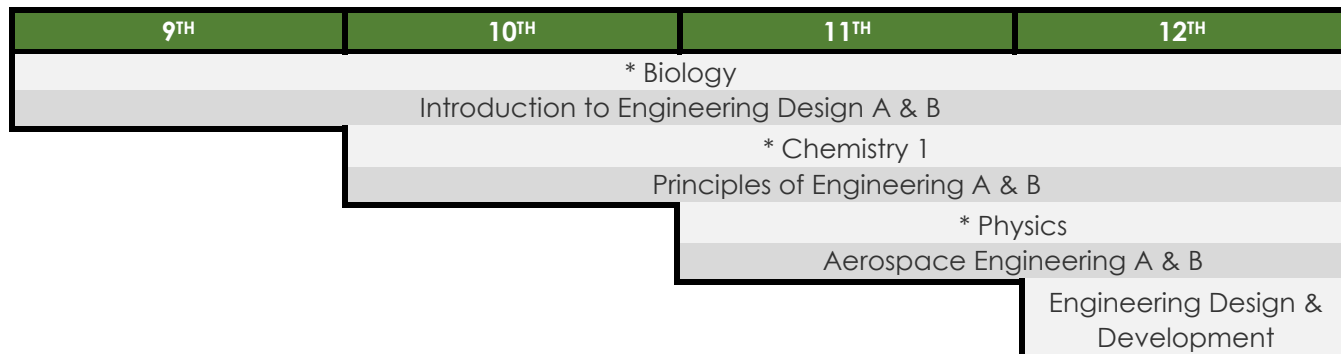 9TH 10TH 11TH 12TH
* Biology
Introduction to Engineering Design A & B
* Chemistry 1
Principles of Engineering A & B
* Physics
Aerospace Engineering A & B
Engineering Design &
Development